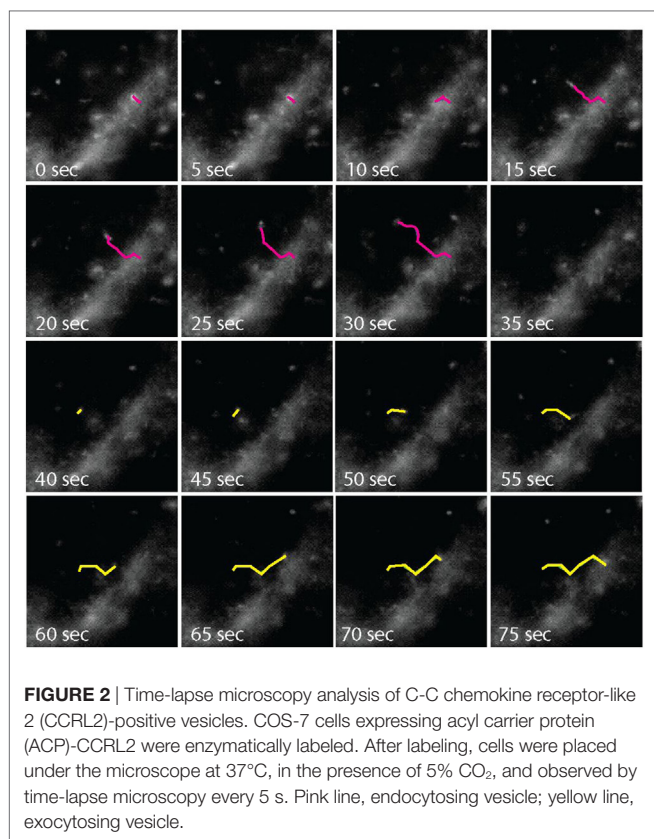 0 sec
5 sec
10 sec
15 sec
20 sec
25 sec
30 sec
35 sec
40 sec
45 sec
50 sec
55 sec
60 sec
65 sec
70 sec
75 sec
FIGURE 2 | Time-lapse microscopy analysis of C-C chemokine receptor-like
2 (CCRL2)-positive vesicles. COS-7 cells expressing acyl carrier protein
(ACP)-CCRL2 were enzymatically labeled. After labeling, cells were placed
under the microscope at 37°C, in the presence of 5% CO₂, and observed by
time-lapse microscopy every 5 s. Pink line, endocytosing vesicle; yellow line,
exocytosing vesicle.